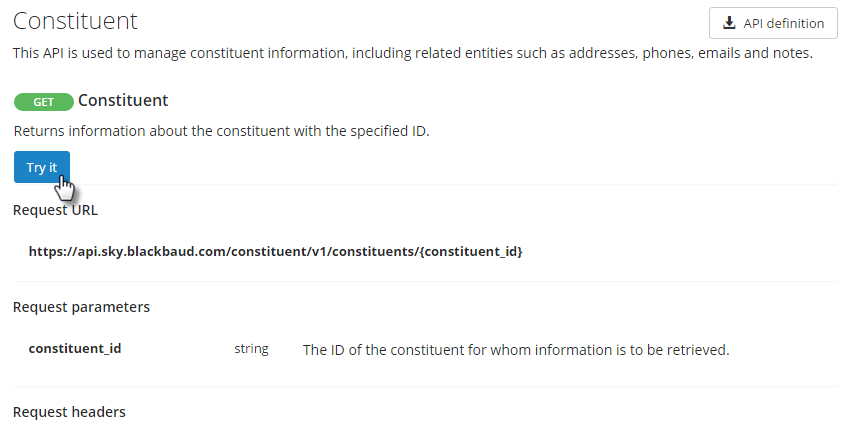 Constituent
API definition
This API is used to manage constituent information, including related entities such as addresses, phones, emails and notes.
GET Constituent
Returns information about the constituent with the specified ID.
Try it
Request URL
https://api.sky.blackbaud.com/constituent/v1/constituents/{constituent_id}
Request parameters
constituent_id string The ID of the constituent for whom information is to be retrieved.
Request headers